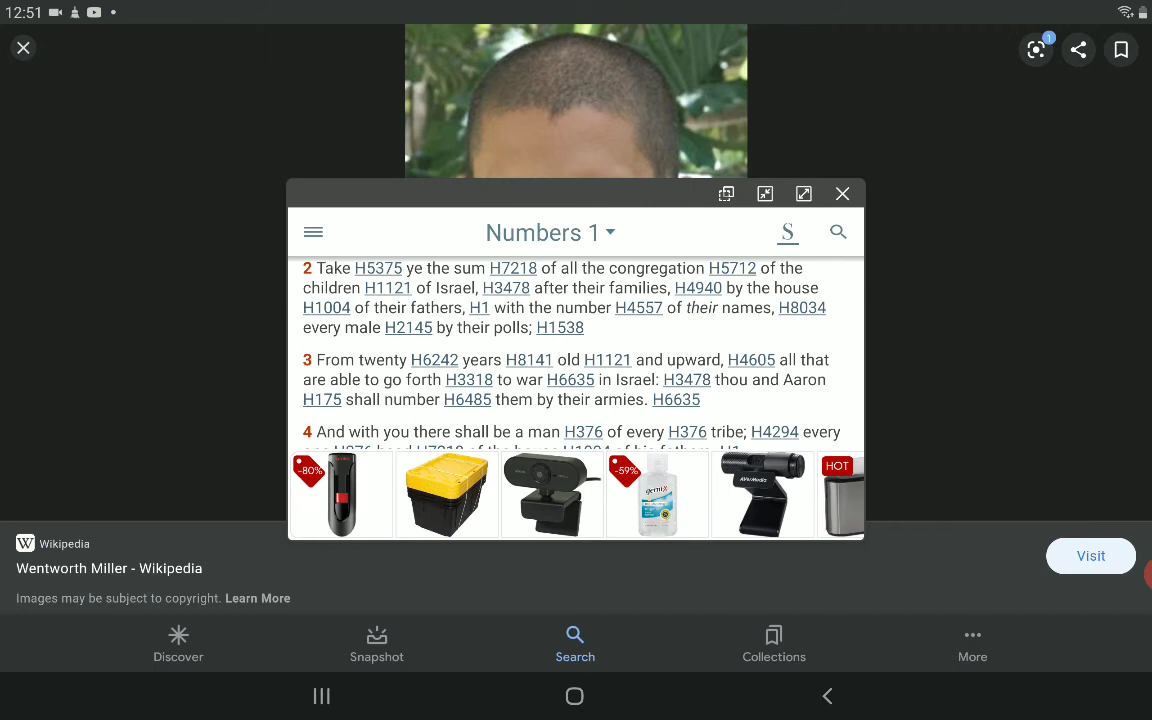 12:51
1
Numbers 1
S
2 Take H5375 ye the sum H7218 of all the congregation H5712 of the
children H1121 of Israel, H3478 after their families, H4940 by the house
H1004 of their fathers, H1 with the number H4557 of their names, H8034
every male H2145 by their polls; H1538
3 From twenty H6242 years H8141 old H1121 and upward, H4605 all that
are able to go forth H3318 to war H6635 in Israel: H3478 thou and Aaron
H175 shall number H6485 them by their armies. H6635
4 And with you there shall be a man H376 of every H376 tribe; H4294 every
-80%
-59%
HOT
germ-X
AVerMedia
W Wikipedia
Wentworth Miller - Wikipedia
Visit
Images may be subject to copyright. Learn More
Discover
Snapshot
Search
Collections
More